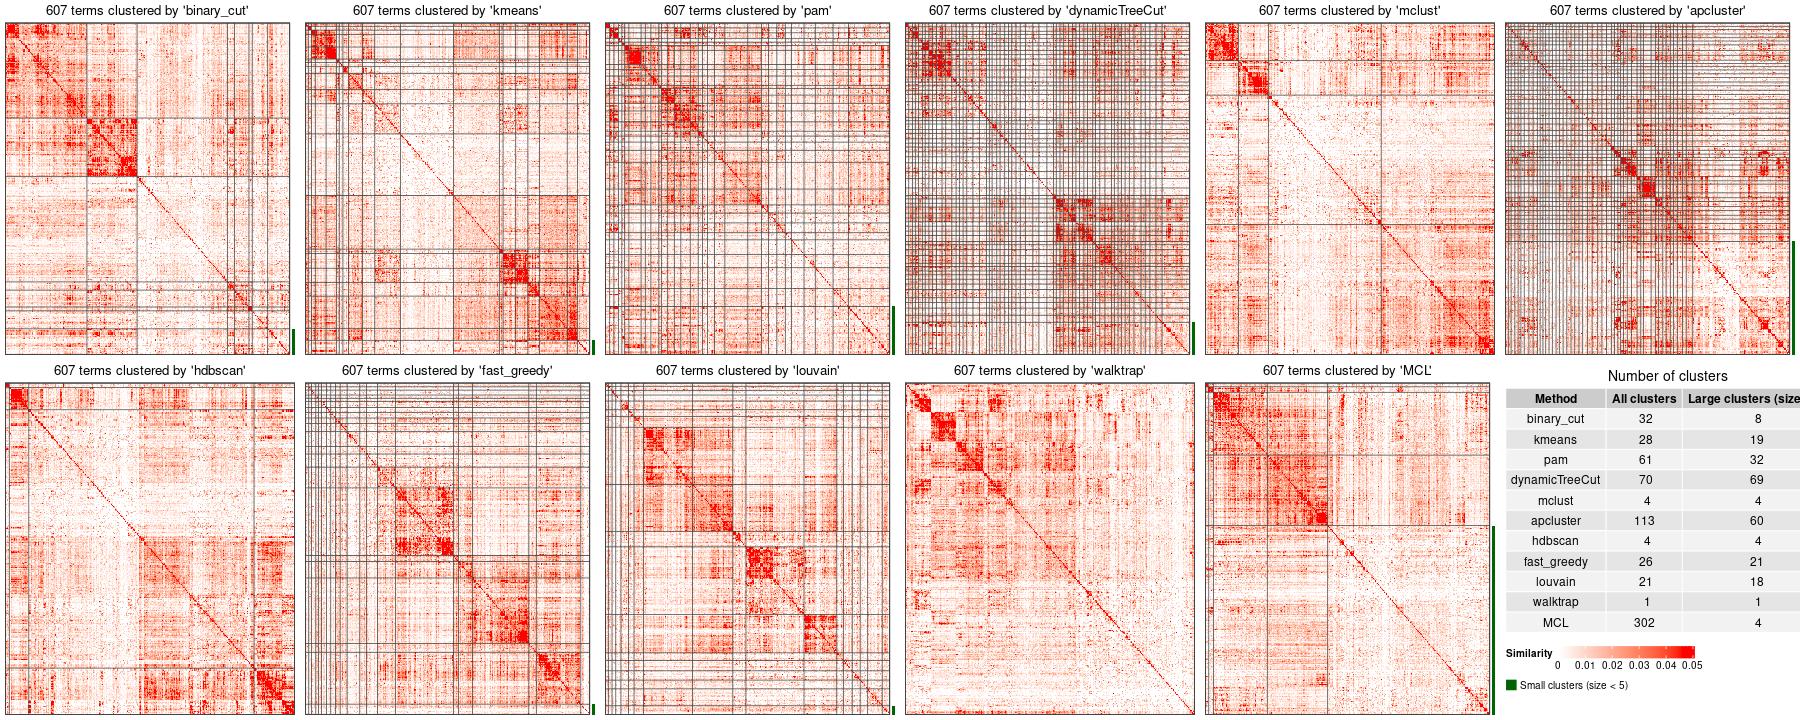 607 terms clustered by 'binary_cut'
607 terms clustered by 'kmeans'
607 terms clustered by 'pam'
607 terms clustered by 'dynamicTreeCut'
607 terms clustered by 'mclust'
607 terms clustered by 'apcluster'
607 terms clustered by 'hdbscan'
607 terms clustered by 'fast_greedy'
607 terms clustered by 'louvain'
607 terms clustered by 'walktrap'
607 terms clustered by 'MCL'
Number of clusters
Method All clusters Large clusters (size
binary_cut 32 8
kmeans 28 19
pam 61 32
dynamicTreeCut 70 69
mclust 4 4
apcluster 113 60
hdbscan 4 4
fast_greedy 26 21
louvain 21 18
walktrap 1 1
MCL 302 4
Similarity
0 0.01 0.02 0.03 0.04 0.05
Small clusters (size < 5)